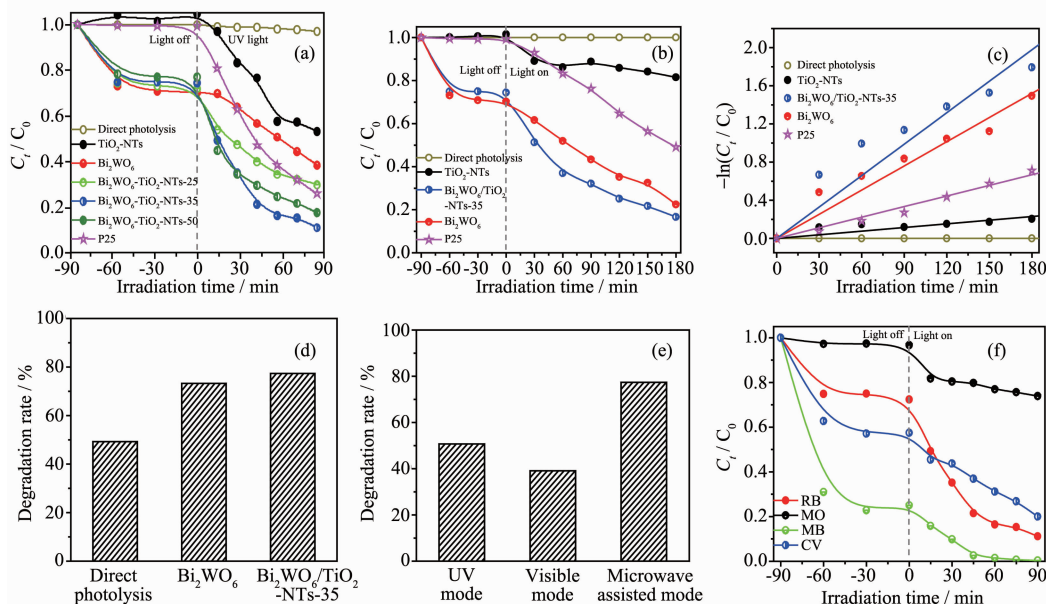 (a)
Light off
UV light
Direct photolysis
TiO₂-NTs
Bi₂WO₆
Bi₂WO₆-TiO₂-NTs-25
Bi₂WO₆-TiO₂-NTs-35
Bi₂WO₆-TiO₂-NTs-50
P25
Cₜ / C₀
1.0
0.8
0.6
0.4
0.2
0.0
-90 -60 -30 0 30 60 90
Irradiation time / min
(b)
Light off
Light on
Direct photolysis
TiO₂-NTs
Bi₂WO₆/TiO₂
-NTs-35
Bi₂WO₆
P25
Cₜ / C₀
1.0
0.8
0.6
0.4
0.2
0.0
-90 -60 -30 0 30 60 90 120 150 180
Irradiation time / min
(c)
Direct photolysis
TiO₂-NTs
Bi₂WO₆/TiO₂-NTs-35
Bi₂WO₆
P25
−ln(Cₜ / C₀)
-2.0
-1.6
-1.2
-0.8
-0.4
0.0
0 30 60 90 120 150 180
Irradiation time / min
(d)
Degradation rate / %
100
80
60
40
20
0
Direct
photolysis
Bi₂WO₆
Bi₂WO₆/TiO₂
-NTs-35
(e)
Degradation rate / %
100
80
60
40
20
0
UV
mode
Visible
mode
Microwave
assisted mode
(f)
Light off
Light on
RB
MO
MB
CV
Cₜ / C₀
1.0
0.8
0.6
0.4
0.2
0.0
-90 -60 -30 0 30 60 90
Irradiation time / min